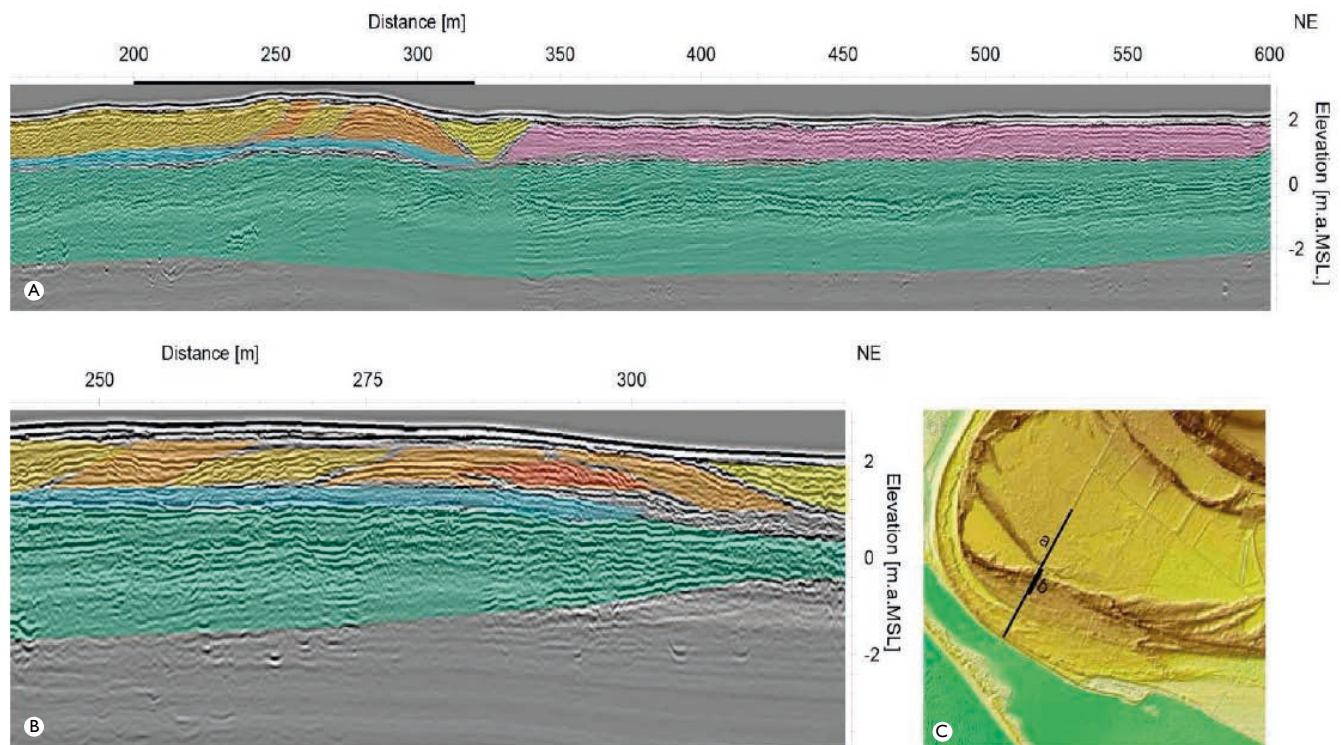 Distance [m]
NE
200 250 300 350 400 450 500 550 600
2
0
-2
Elevation [m.a.MSL.]
A
Distance [m]
NE
250 275 300
2
0
-2
Elevation [m.a.MSL]
B
a
b
C